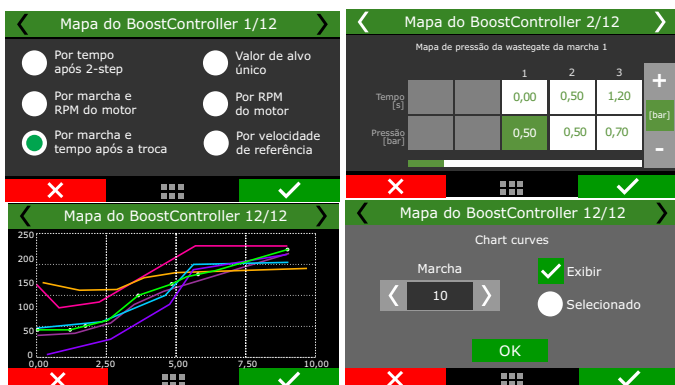 Mapa do BoostController 1/12
Por tempo
após 2-step
Valor de alvo
único
Por marcha e
RPM do motor
Por RPM
do motor
Por marcha e
tempo após a troca
Por velocidade
de referência
Mapa do BoostController 2/12
Mapa de pressão da wastegate da marcha 1
1 2 3
Tempo
[s]
0,00 0,50 1,20
Pressão
[bar]
0,50 0,50 0,70
+
[bar]
-
Mapa do BoostController 12/12
250
200
150
100
50
0
0,00 2,50 5,00 7,50 10,00
Mapa do BoostController 12/12
Chart curves
Marcha
10
Exibir
Selecionado
OK